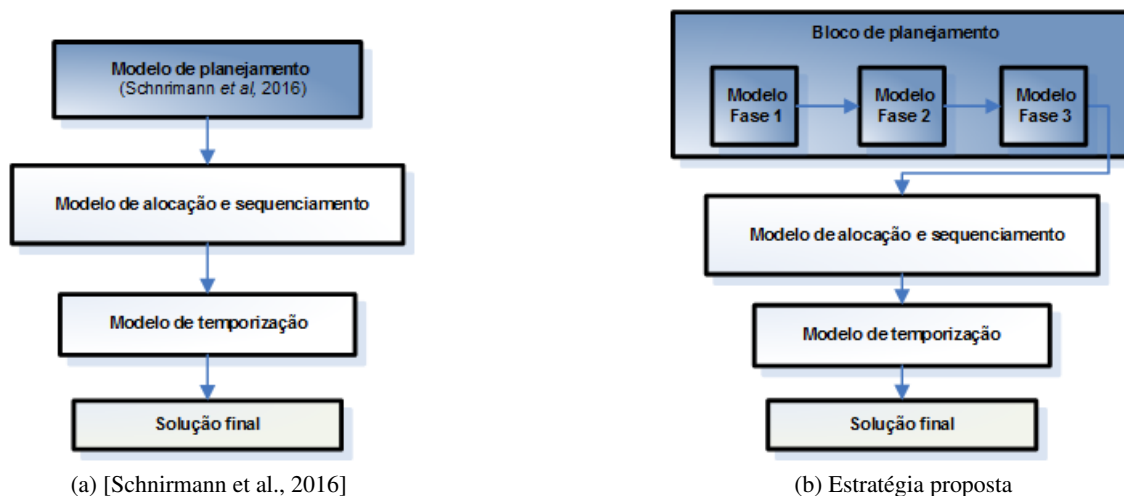 Modelo de planejamento
(Schnrimann et al, 2016)
Modelo de alocação e sequenciamento
Modelo de temporização
Solução final
(a) [Schnirmann et al., 2016]
Bloco de planejamento
Modelo
Fase 1
Modelo
Fase 2
Modelo
Fase 3
Modelo de alocação e sequenciamento
Modelo de temporização
Solução final
(b) Estratégia proposta